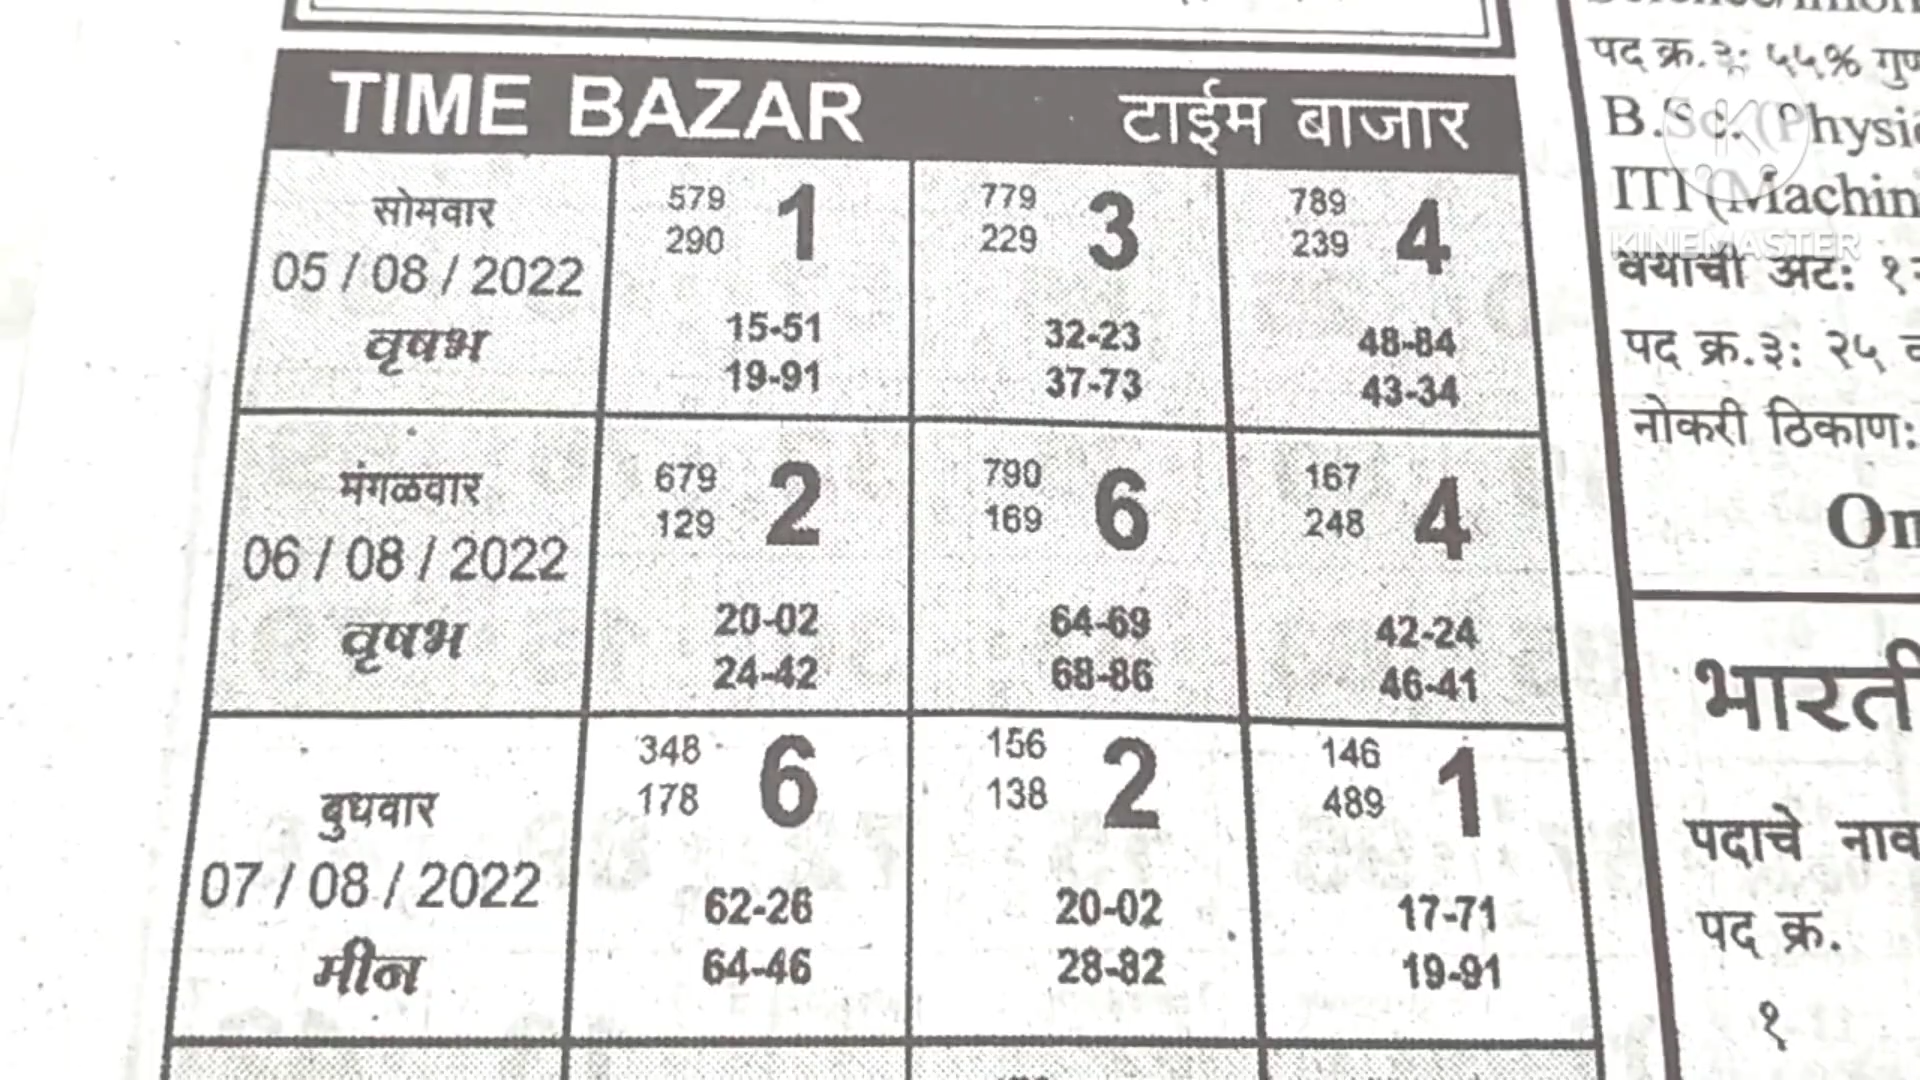 TIME BAZAR टाईम बाजार
सोमवार
05 / 08 / 2022
वृषभ
579
290
1
15-51
19-91
779
229
3
32-23
37-73
789
239
4
48-84
43-34
मंगळवार
06 / 08 / 2022
वृषभ
679
129
2
20-02
24-42
790
169
6
64-69
68-86
167
248
4
42-24
46-41
बुधवार
07 / 08 / 2022
मीन
348
178
6
62-26
64-46
156
138
2
20-02
28-82
146
489
1
17-71
19-91
पद क्र.३: ५५%
B.Sc. (Physi
ITI (Machin
KINEMASTER
वयाची अट:
पद क्र.३: २५
नोकरी ठिकाण:
On
भारती
पदाचे नाव
पद क्र.
१